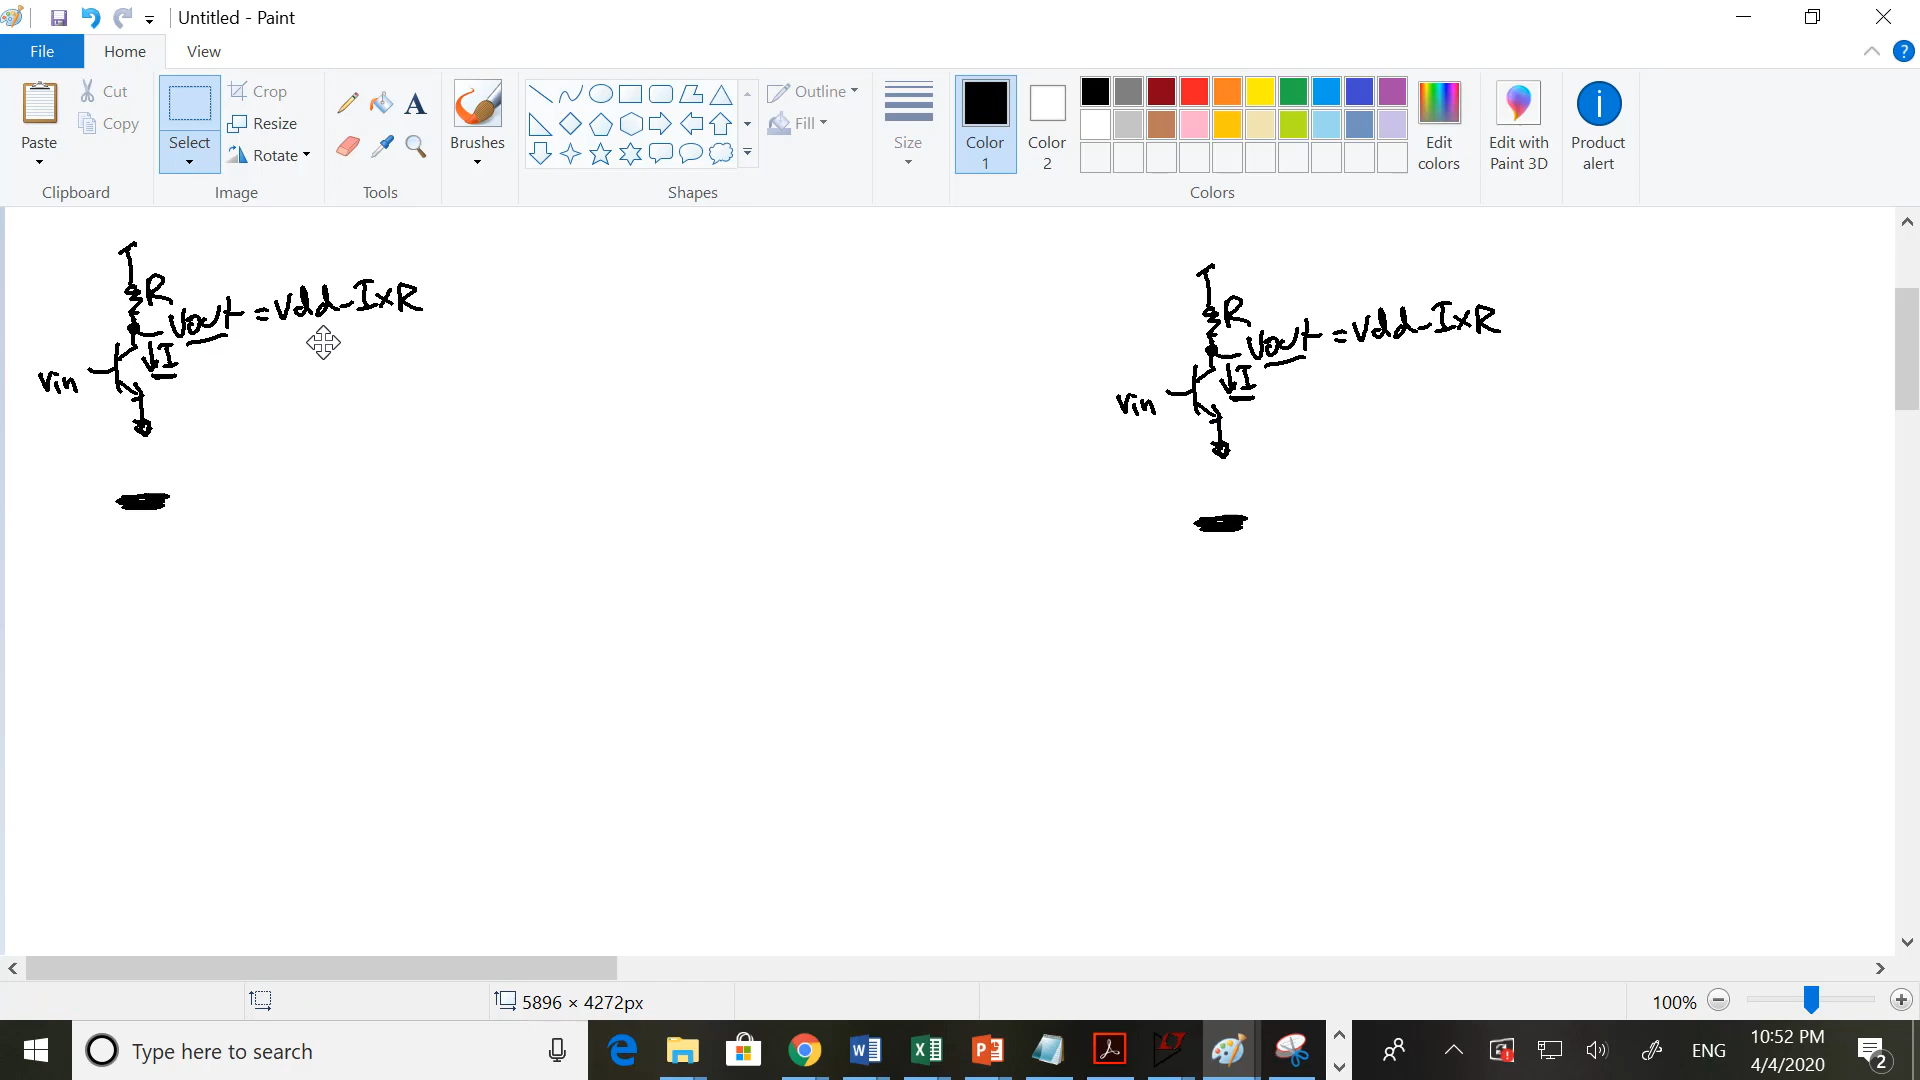 Untitled - Paint
File
Home
View
Paste
Cut
Copy
Clipboard
Select
Crop
Resize
Rotate
Image
Tools
Brushes
Shapes
Outline
Fill
Size
Color 1
Color 2
Edit colors
Colors
Edit with Paint 3D
Product alert
R
Vout = Vdd-I×R
I
Vin
R
Vout = Vdd-I×R
I
Vin
5896 × 4272px
100%
Type here to search
ENG
10:52 PM
4/4/2020
2